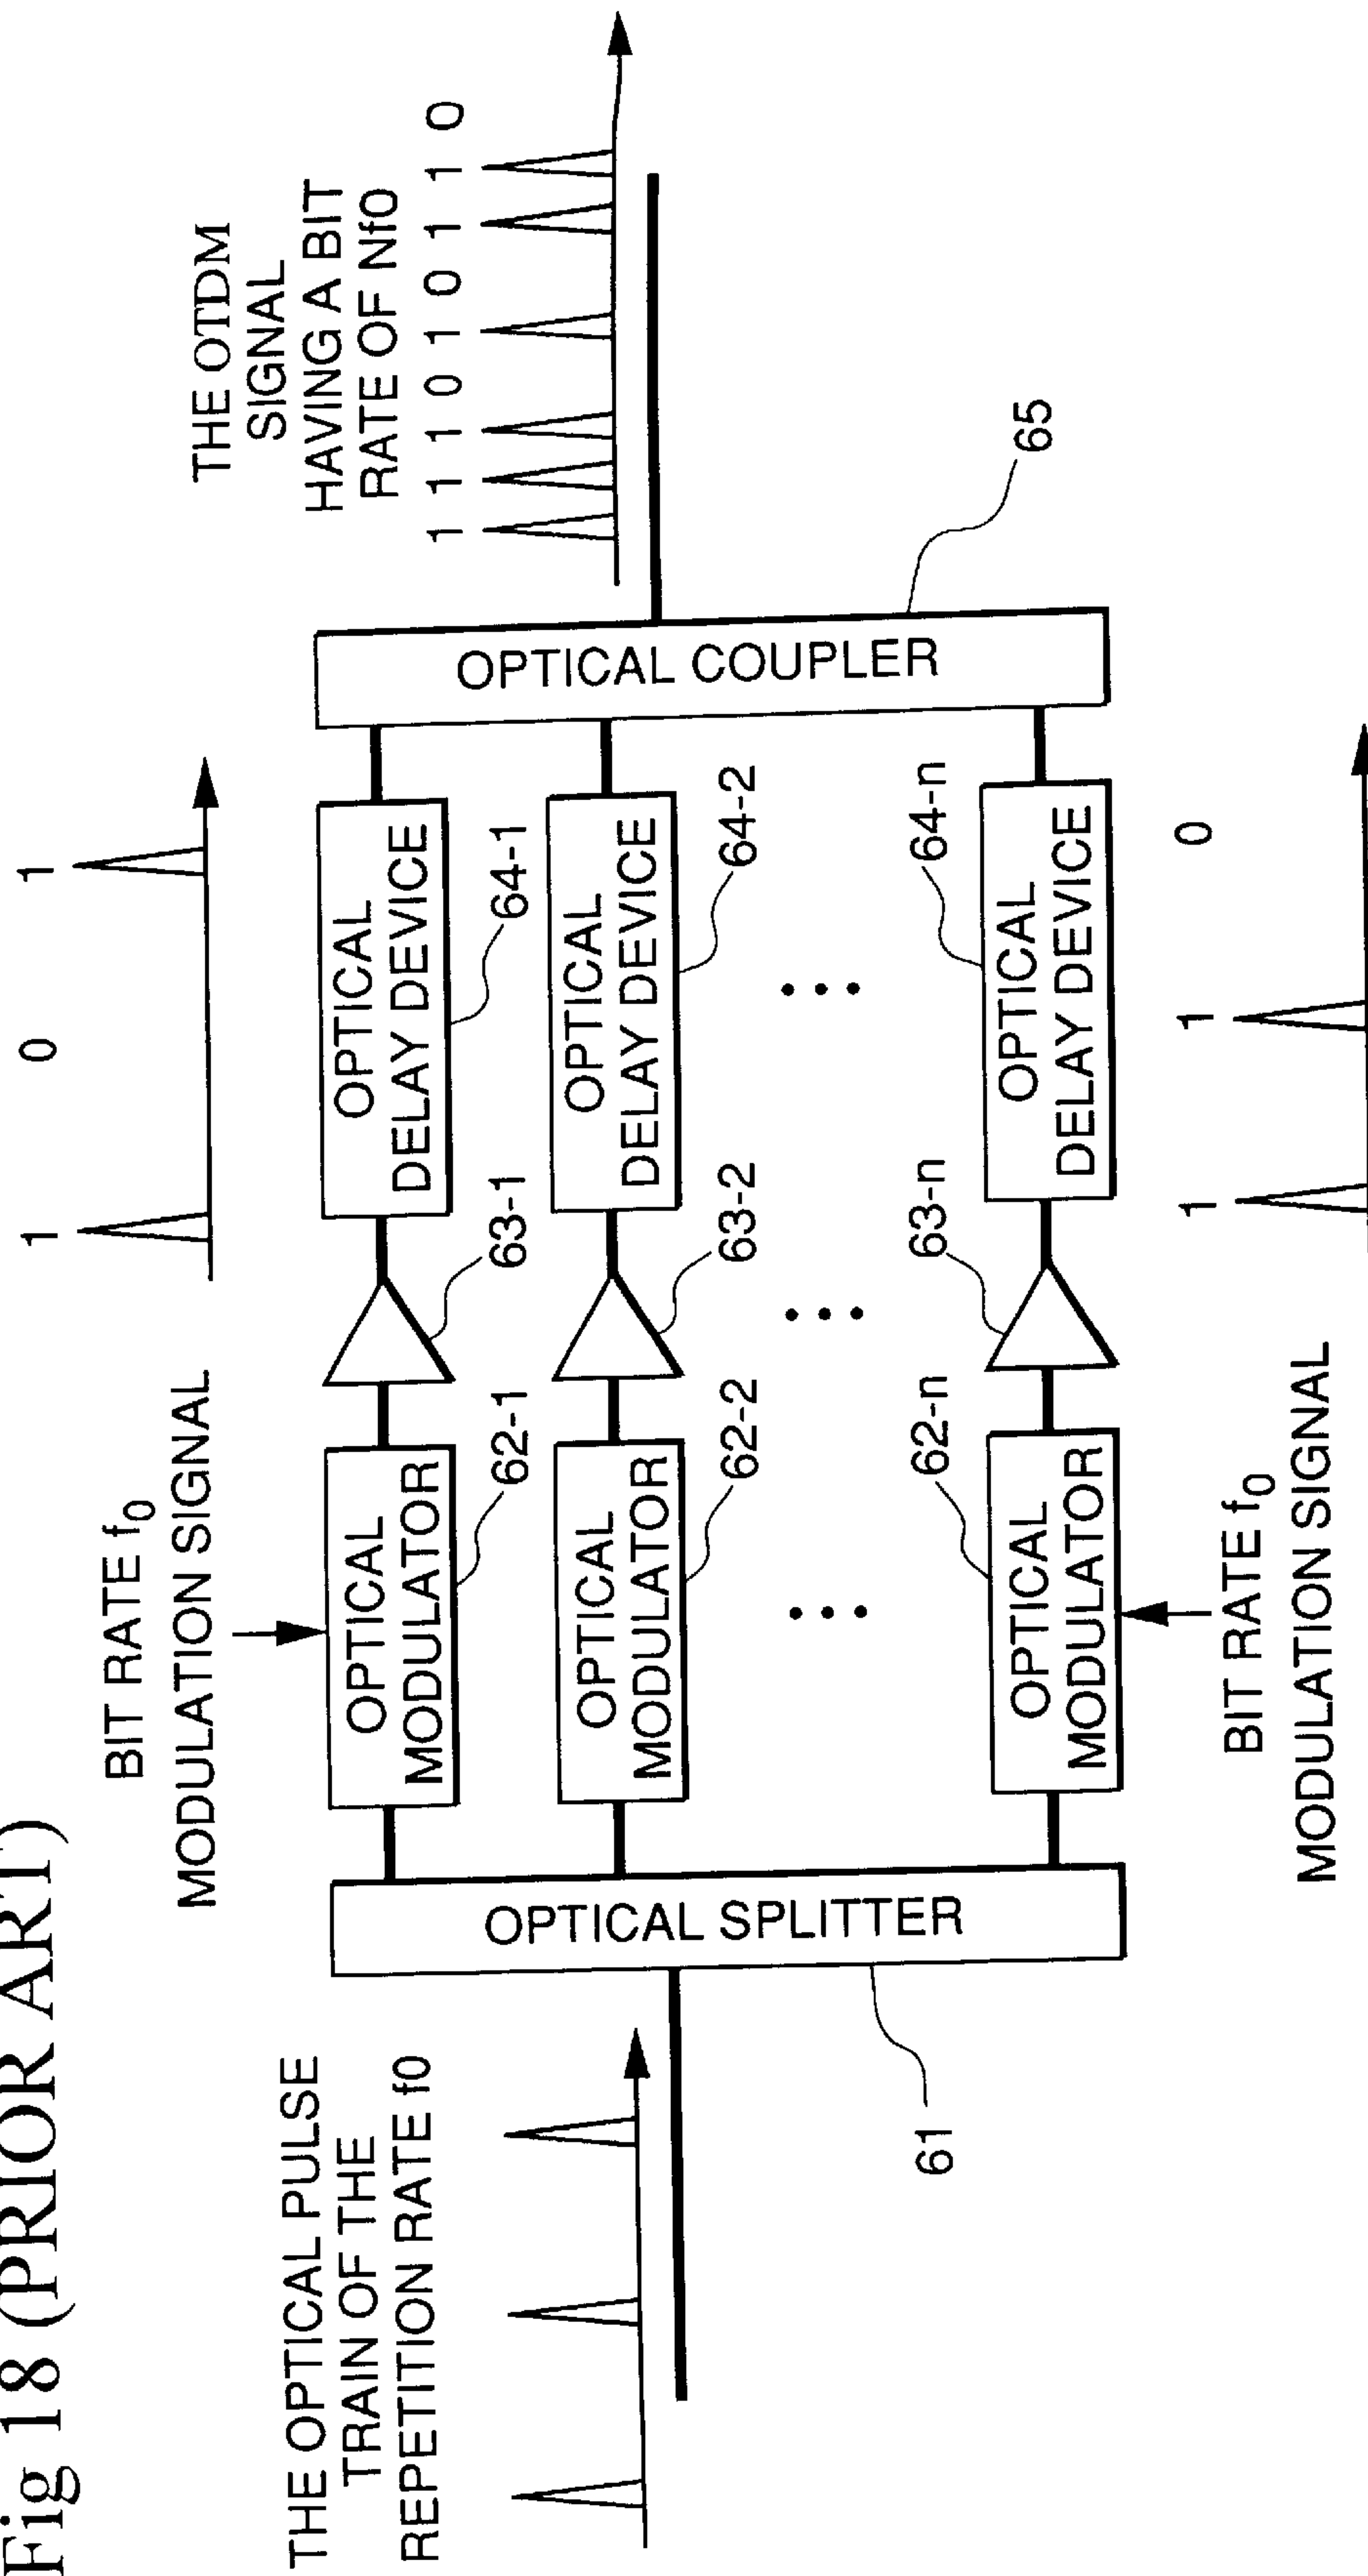 Fig 18 (PRIOR ART)
THE OPTICAL PULSE
TRAIN OF THE
REPETITION RATE f0
61
OPTICAL SPLITTER
BIT RATE f0
MODULATION SIGNAL
OPTICAL
MODULATOR
62-1
63-1
OPTICAL
DELAY DEVICE
64-1
1 0 1
OPTICAL
MODULATOR
62-2
63-2
OPTICAL
DELAY DEVICE
64-2
OPTICAL
MODULATOR
62-n
63-n
OPTICAL
DELAY DEVICE
64-n
BIT RATE f0
MODULATION SIGNAL
1 1 0
OPTICAL COUPLER
65
THE OTDM
SIGNAL
HAVING A BIT
RATE OF Nf0
1 1 1 0 1 0 1 1 0